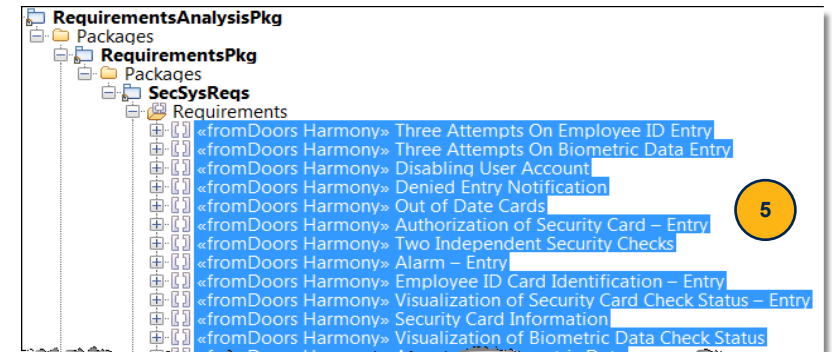 RequirementsAnalysisPkg
Packages
RequirementsPkg
Packages
SecSysReqs
Requirements
«fromDoors Harmony» Three Attempts On Employee ID Entry
«fromDoors Harmony» Three Attempts On Biometric Data Entry
«fromDoors Harmony» Disabling User Account
«fromDoors Harmony» Denied Entry Notification
«fromDoors Harmony» Out of Date Cards
5
«fromDoors Harmony» Authorization of Security Card – Entry
«fromDoors Harmony» Two Independent Security Checks
«fromDoors Harmony» Alarm – Entry
«fromDoors Harmony» Employee ID Card Identification – Entry
«fromDoors Harmony» Visualization of Security Card Check Status – Entry
«fromDoors Harmony» Security Card Information
«fromDoors Harmony» Visualization of Biometric Data Check Status